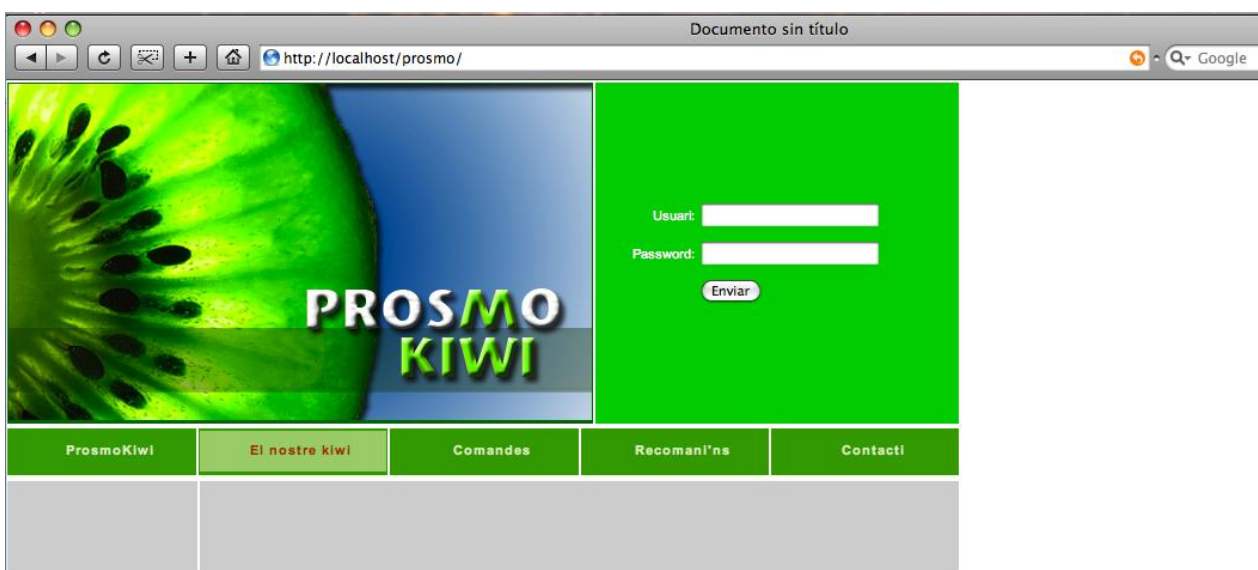 Documento sin título
http://localhost/prosmo/
Google
PROSMO
KIWI
Usuari:
Password:
Enviar
ProsmoKiwi
El nostre kiwi
Comandes
Recomani'ns
Contacti